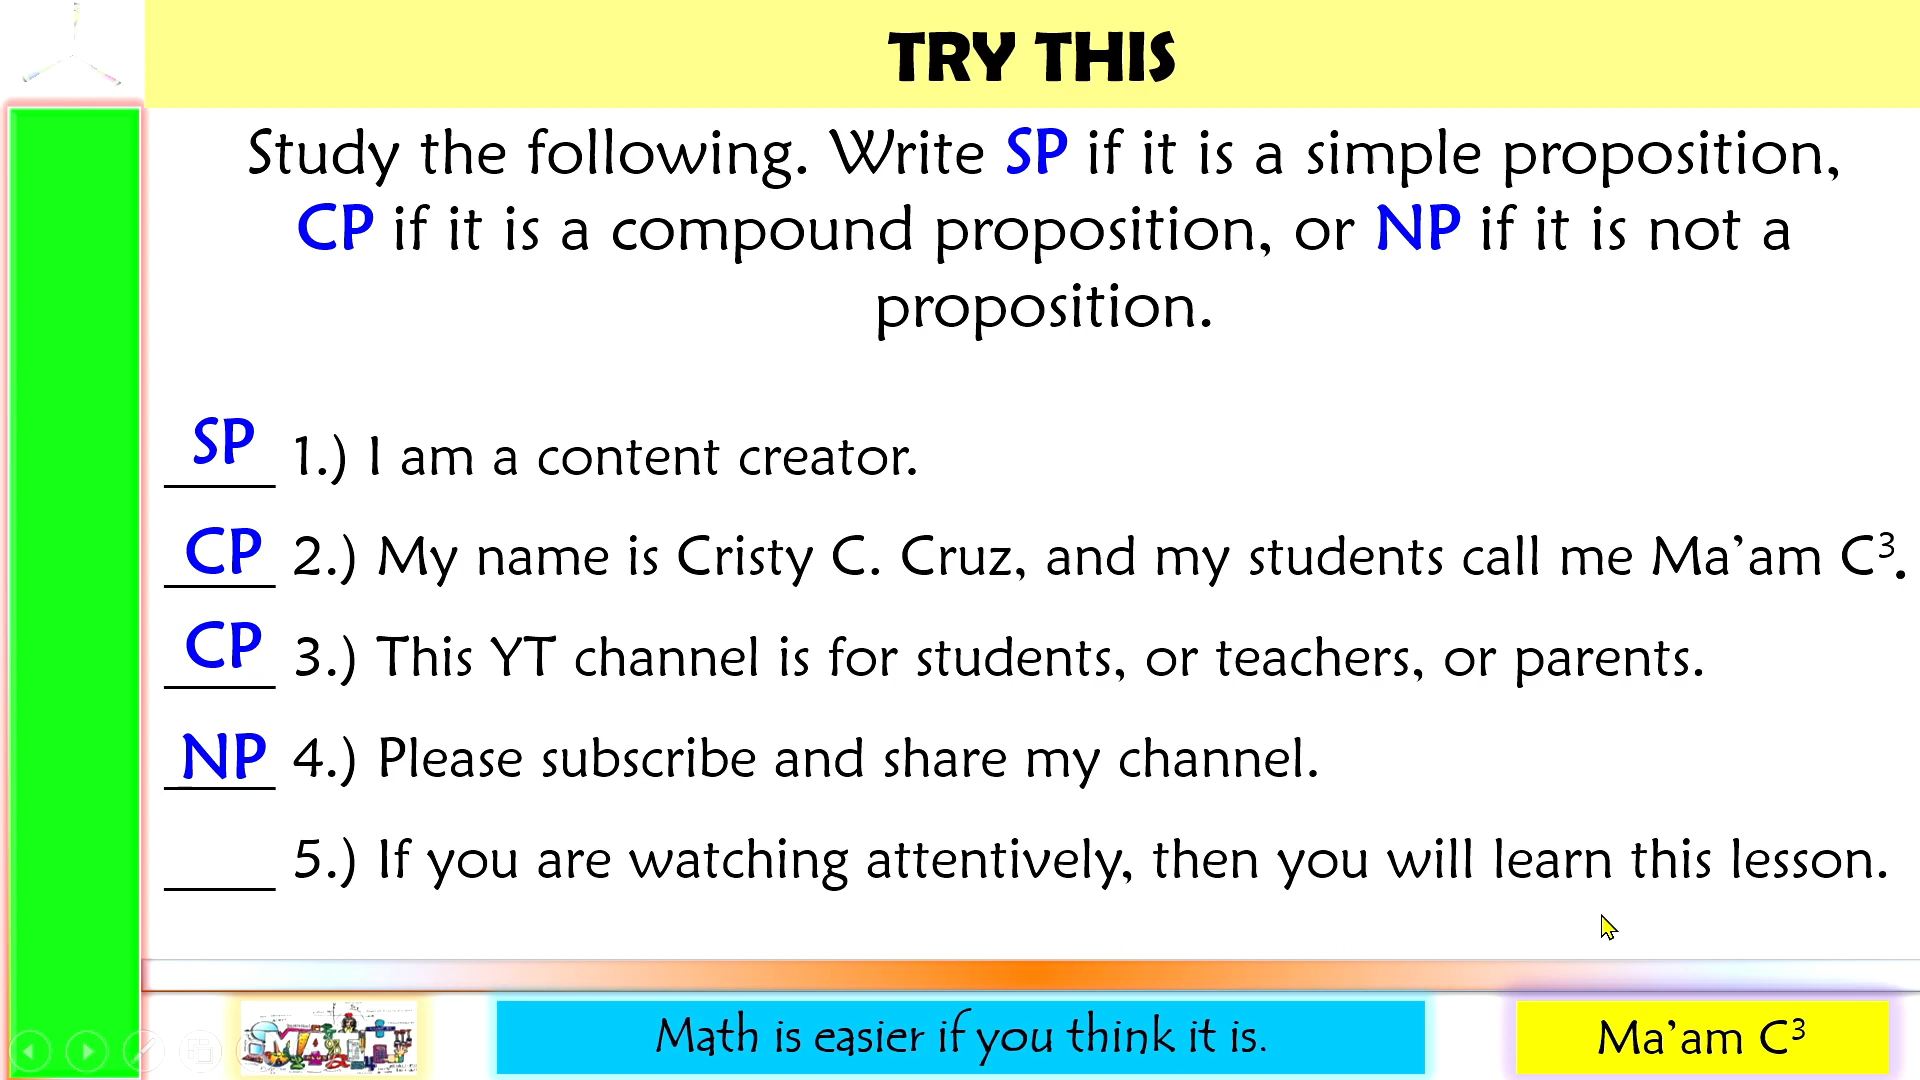 TRY THIS
Study the following. Write SP if it is a simple proposition,
CP if it is a compound proposition, or NP if it is not a
proposition.
SP 1.) I am a content creator.
CP 2.) My name is Cristy C. Cruz, and my students call me Ma’am C³.
CP 3.) This YT channel is for students, or teachers, or parents.
NP 4.) Please subscribe and share my channel.
____ 5.) If you are watching attentively, then you will learn this lesson.
MATH
Math is easier if you think it is.
Ma’am C³